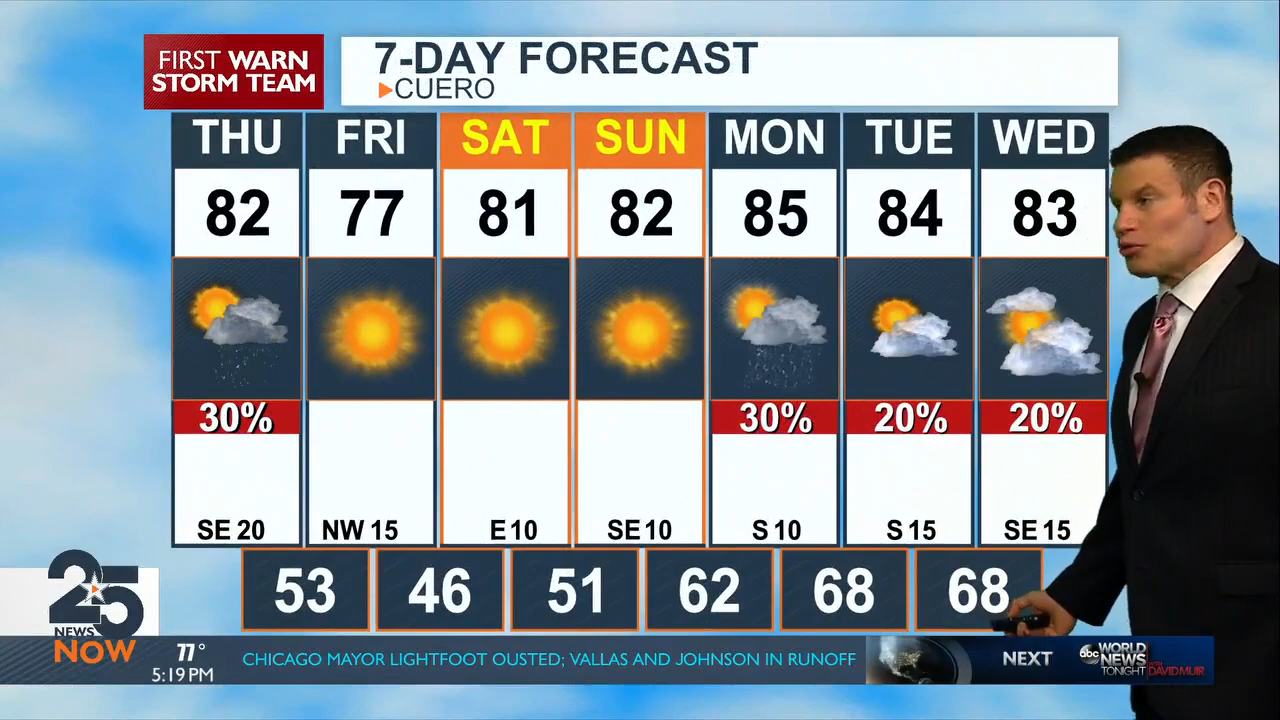 FIRST WARN
STORM TEAM
7-DAY FORECAST
CUERO
THU FRI SAT SUN MON TUE WED
82 77 81 82 85 84 83
30% 30% 20% 20%
SE 20 NW 15 E 10 SE 10 S 10 S 15 SE 15
53 46 51 62 68 68
25
NEWS
NOW
77°
5:19 PM
CHICAGO MAYOR LIGHTFOOT OUSTED; VALLAS AND JOHNSON IN RUNOFF
NEXT
abc WORLD
NEWS
TONIGHT WITH DAVID MUIR